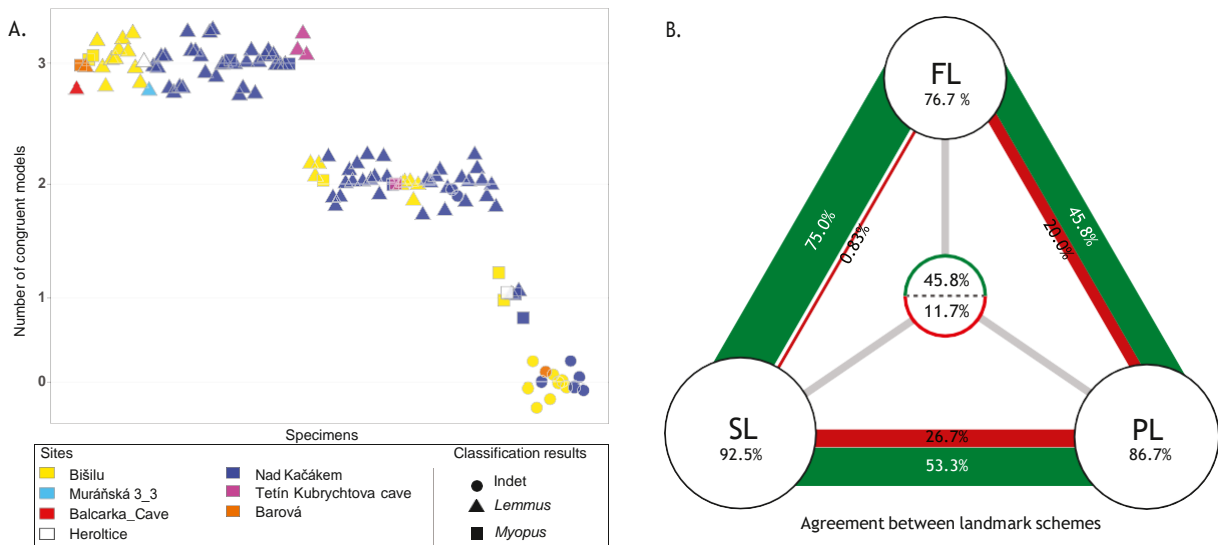 A.
3
2
1
0
Number of congruent models
Specimens
Sites
Bišilu
Muráňská 3_3
Balcarka_Cave
Heroltice
Nad Kačákem
Tetín Kubrychtova cave
Barová
Classification results
Indet
Lemmus
Myopus
B.
FL
76.7 %
75.0%
0.83%
45.8%
20.0%
45.8%
11.7%
SL
92.5%
26.7%
53.3%
PL
86.7%
Agreement between landmark schemes